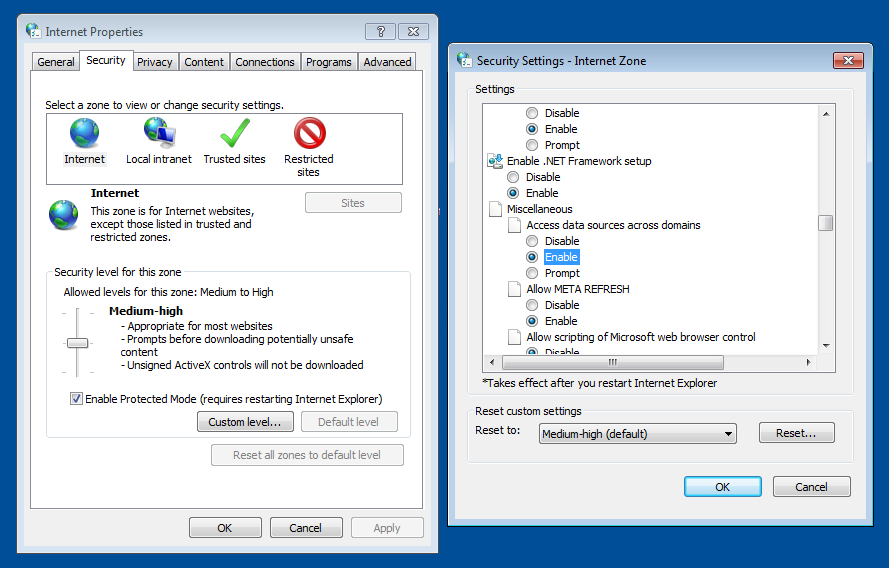 Internet Properties
General
Security
Privacy
Content
Connections
Programs
Advanced
Select a zone to view or change security settings.
Internet
Local intranet
Trusted sites
Restricted
sites
Internet
This zone is for Internet websites,
except those listed in trusted and
restricted zones.
Sites
Security level for this zone
Allowed levels for this zone: Medium to High
Medium-high
- Appropriate for most websites
- Prompts before downloading potentially unsafe
content
- Unsigned ActiveX controls will not be downloaded
Enable Protected Mode (requires restarting Internet Explorer)
Custom level...
Default level
Reset all zones to default level
OK
Cancel
Apply
Security Settings - Internet Zone
Settings
Disable
Enable
Prompt
Enable .NET Framework setup
Disable
Enable
Miscellaneous
Access data sources across domains
Disable
Enable
Prompt
Allow META REFRESH
Disable
Enable
Allow scripting of Microsoft web browser control
Disable
*Takes effect after you restart Internet Explorer
Reset custom settings
Reset to:
Medium-high (default)
Reset...
OK
Cancel